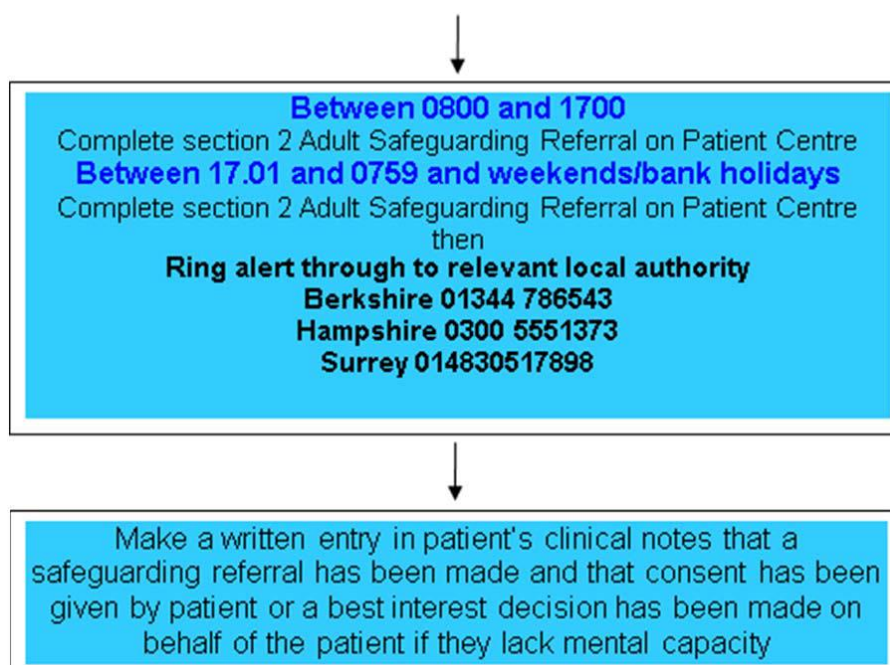 Between 0800 and 1700
Complete section 2 Adult Safeguarding Referral on Patient Centre
Between 17.01 and 0759 and weekends/bank holidays
Complete section 2 Adult Safeguarding Referral on Patient Centre
then
Ring alert through to relevant local authority
Berkshire 01344 786543
Hampshire 0300 5551373
Surrey 014830517898
Make a written entry in patient's clinical notes that a
safeguarding referral has been made and that consent has been
given by patient or a best interest decision has been made on
behalf of the patient if they lack mental capacity